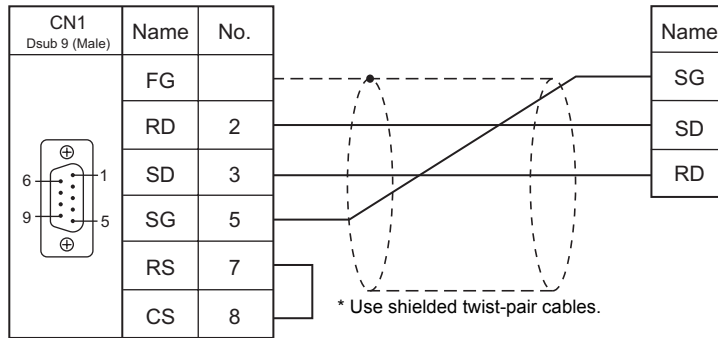 CN1
Dsub 9 (Male)
Name
No.
Name
FG
SG
RD
2
SD
6
1
SD
3
RD
9
5
SG
5
RS
7
* Use shielded twist-pair cables.
CS
8